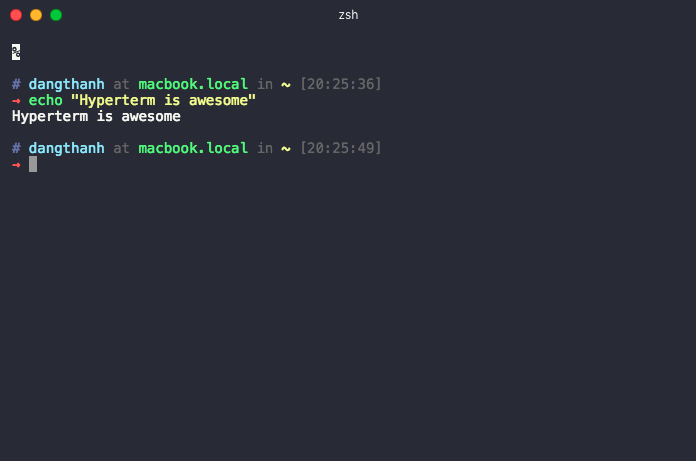 zsh
%
# dangthanh at macbook.local in ~ [20:25:36]
→ echo "Hyperterm is awesome"
Hyperterm is awesome
# dangthanh at macbook.local in ~ [20:25:49]
→